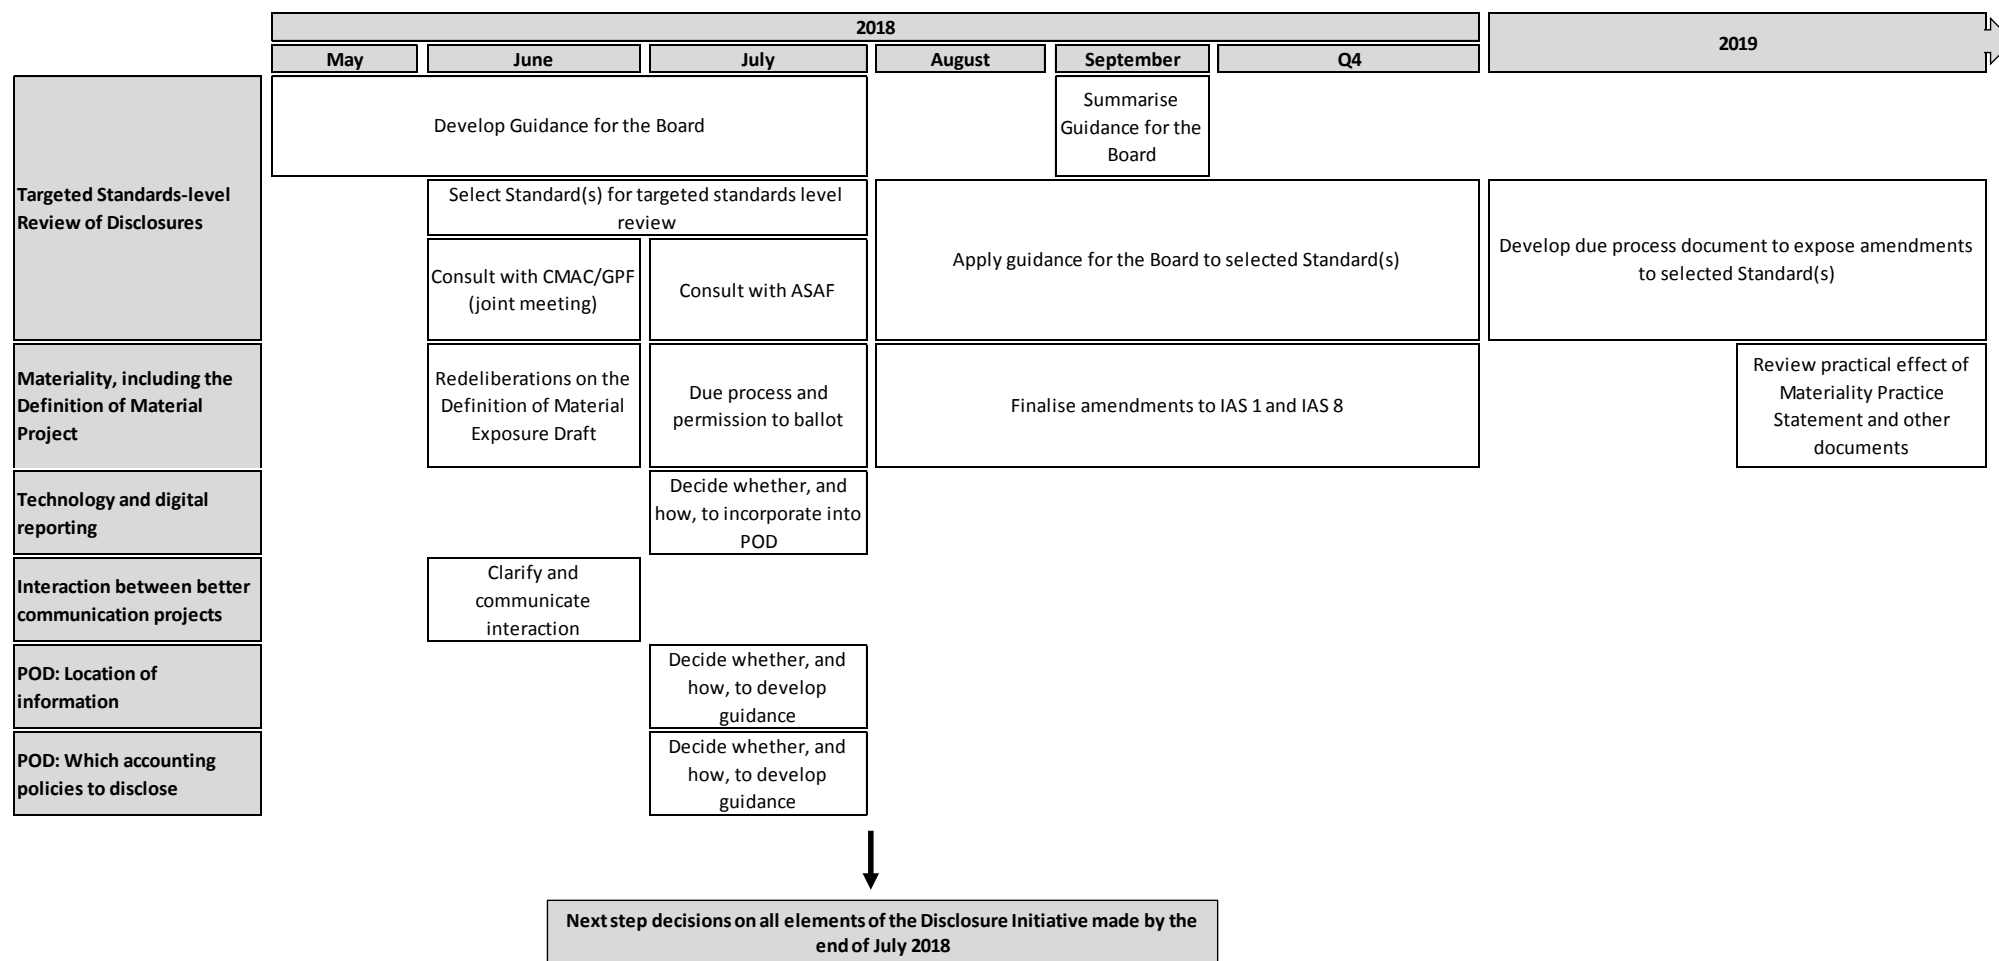 2018
2019
May
June
July
August
September
Q4
Targeted Standards-level
Review of Disclosures
Develop Guidance for the Board
Summarise
Guidance for the
Board
Select Standard(s) for targeted standards level
review
Consult with CMAC/GPF
(joint meeting)
Consult with ASAF
Apply guidance for the Board to selected Standard(s)
Develop due process document to expose amendments
to selected Standard(s)
Materiality, including the
Definition of Material
Project
Redeliberations on the
Definition of Material
Exposure Draft
Due process and
permission to ballot
Finalise amendments to IAS 1 and IAS 8
Review practical effect of
Materiality Practice
Statement and other
documents
Technology and digital
reporting
Decide whether, and
how, to incorporate into
POD
Interaction between better
communication projects
Clarify and
communicate
interaction
POD: Location of
information
Decide whether, and
how, to develop
guidance
POD: Which accounting
policies to disclose
Decide whether, and
how, to develop
guidance
Next step decisions on all elements of the Disclosure Initiative made by the
end of July 2018